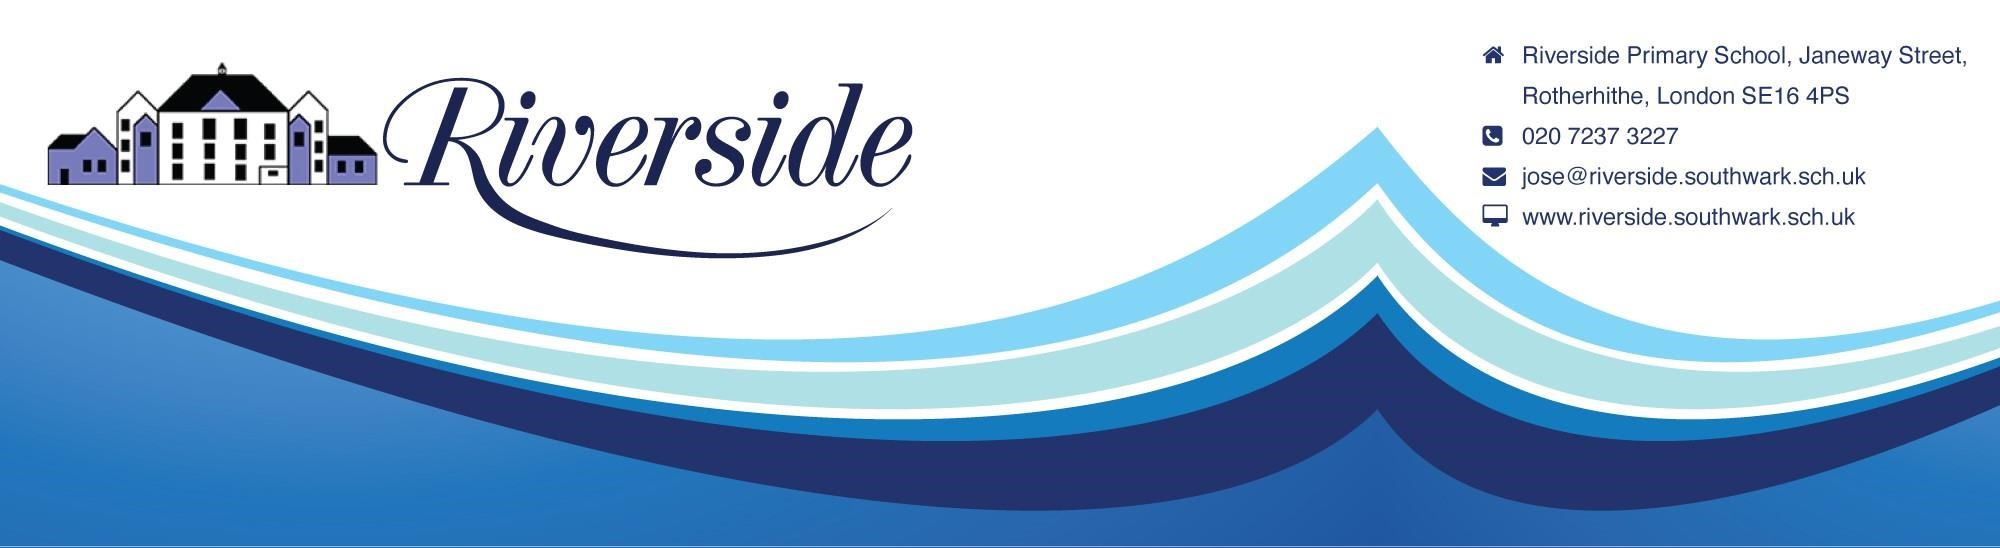 Riverside
Riverside Primary School, Janeway Street,
Rotherhithe, London SE16 4PS
020 7237 3227
jose@riverside.southwark.sch.uk
www.riverside.southwark.sch.uk